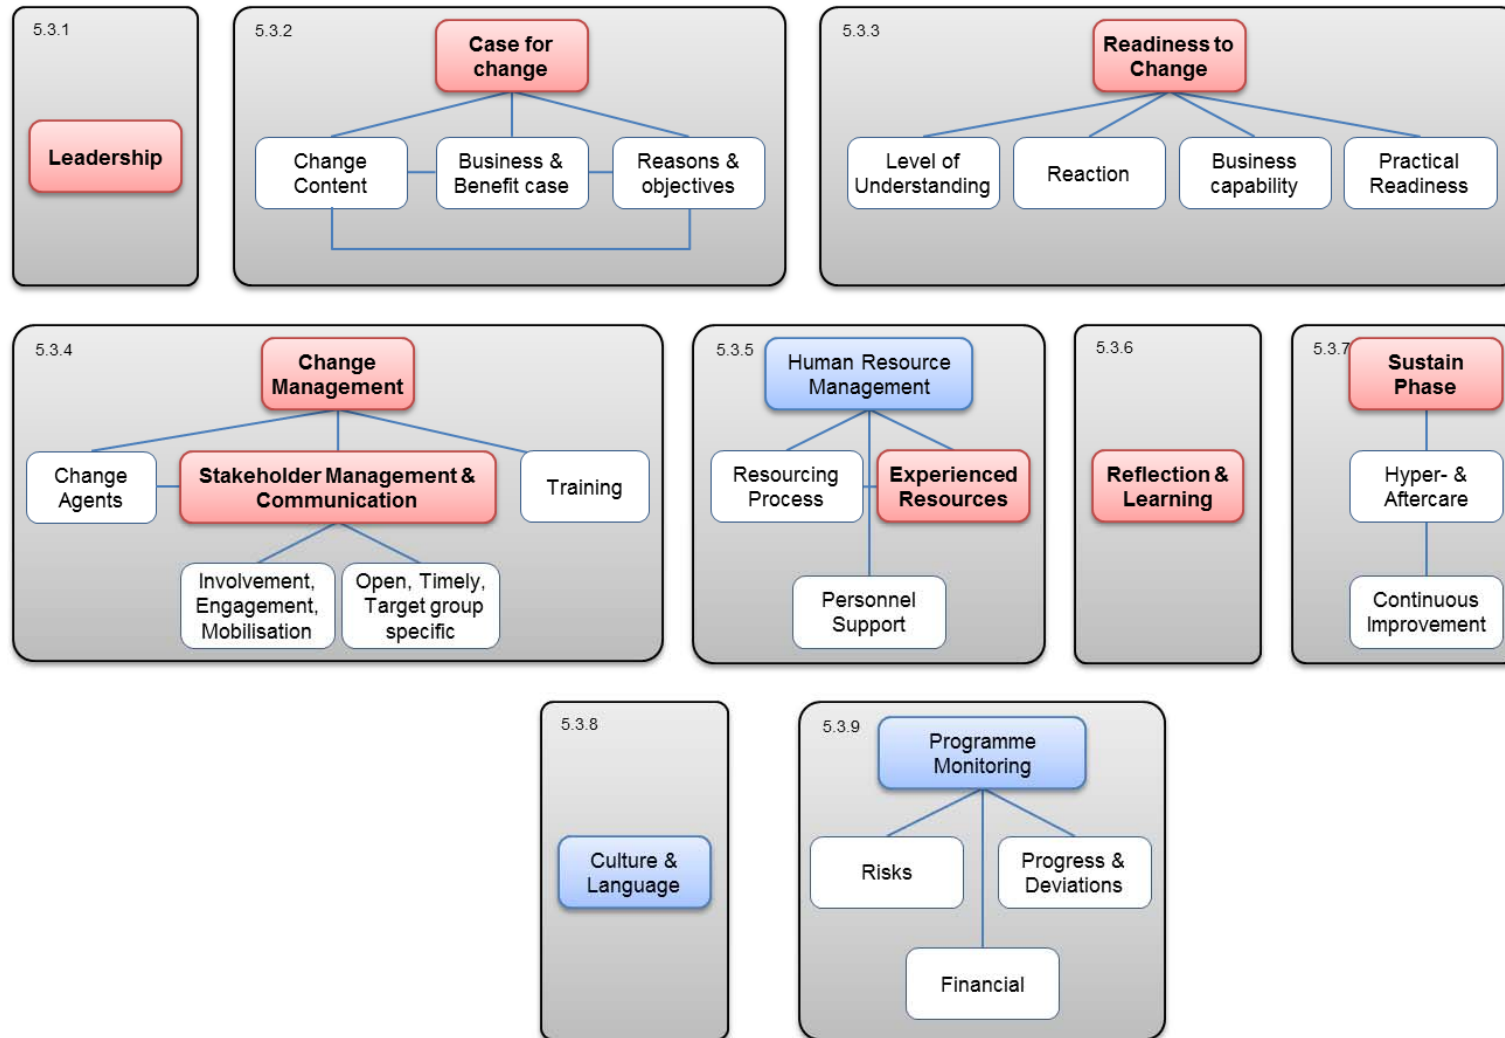 5.3.1
Leadership
5.3.2
Case for
change
Change
Content
Business &
Benefit case
Reasons &
objectives
5.3.3
Readiness to
Change
Level of
Understanding
Reaction
Business
capability
Practical
Readiness
5.3.4
Change
Management
Change
Agents
Stakeholder Management &
Communication
Training
Involvement,
Engagement,
Mobilisation
Open, Timely,
Target group
specific
5.3.5
Human Resource
Management
Resourcing
Process
Experienced
Resources
Personnel
Support
5.3.6
Reflection &
Learning
5.3.7
Sustain
Phase
Hyper- &
Aftercare
Continuous
Improvement
5.3.8
Culture &
Language
5.3.9
Programme
Monitoring
Risks
Progress &
Deviations
Financial